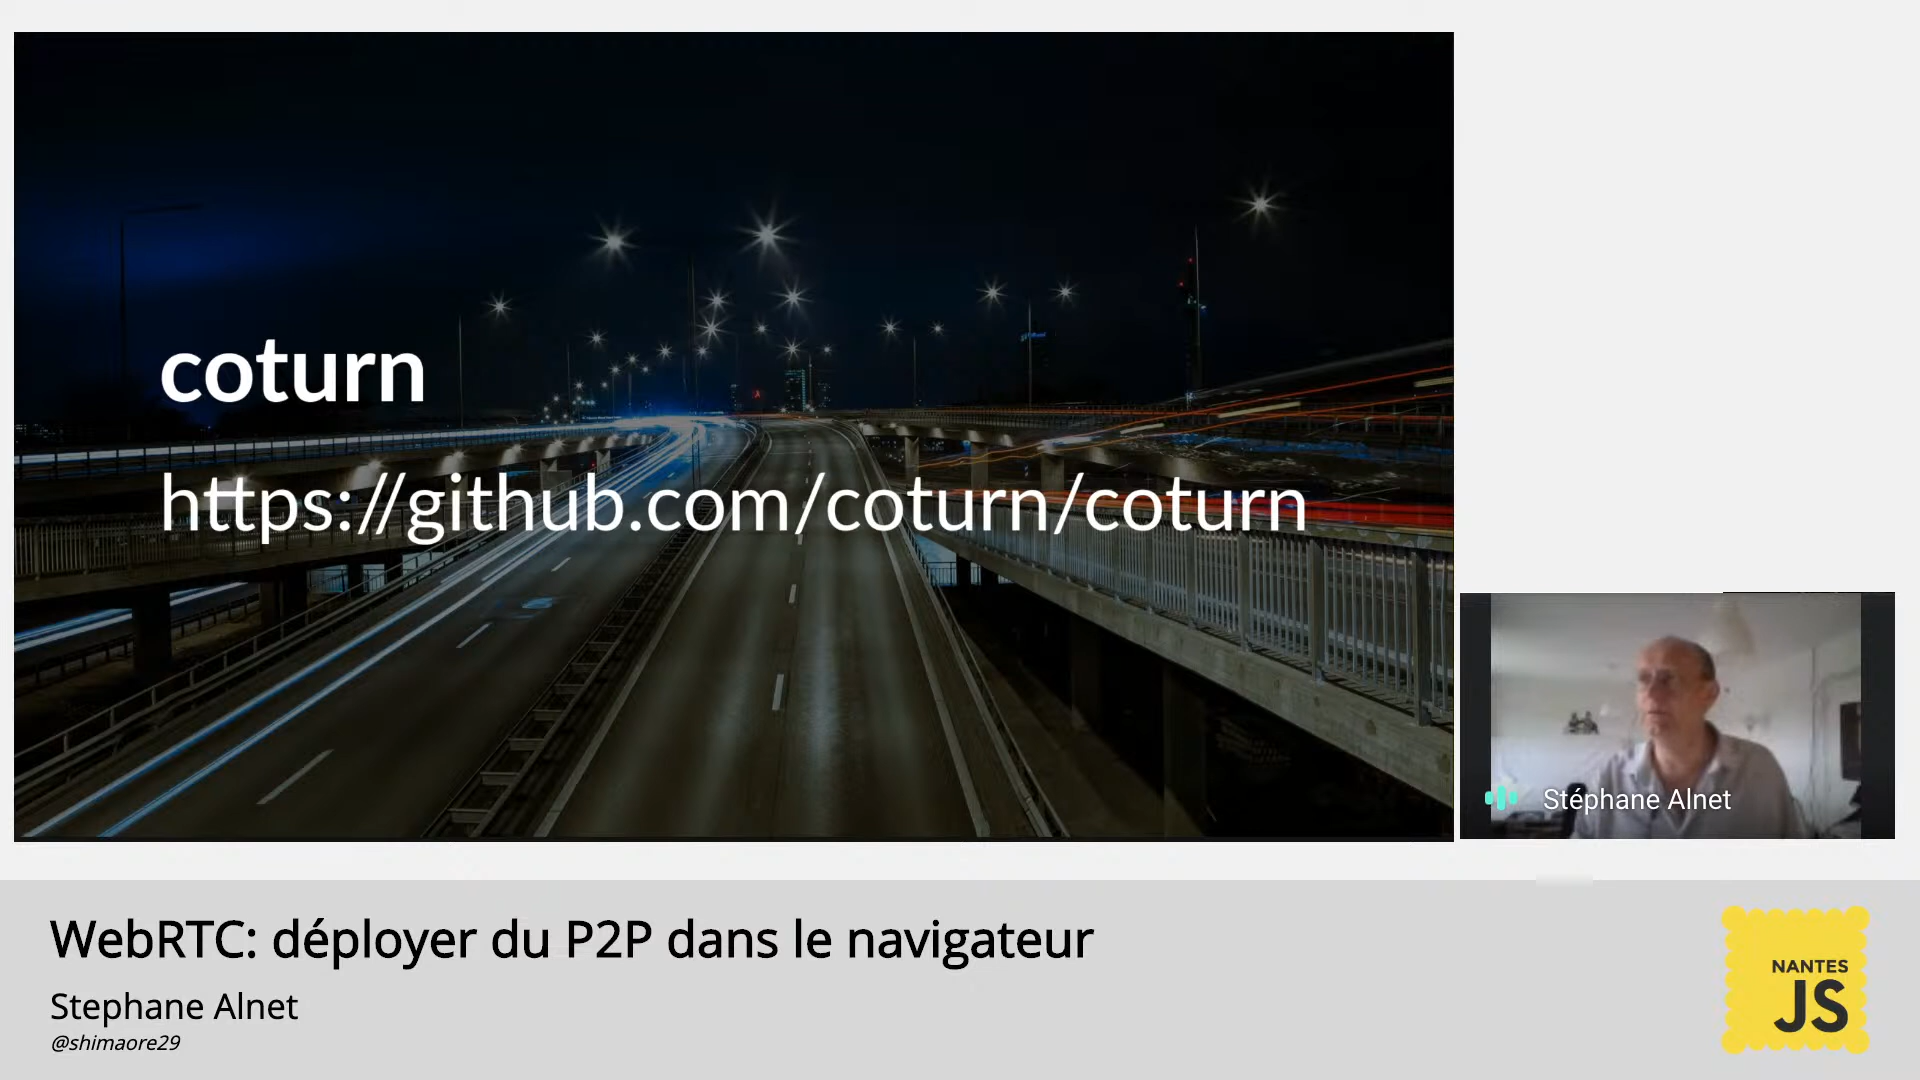 coturn
https://github.com/coturn/coturn
Stéphane Alnet
WebRTC: déployer du P2P dans le navigateur
Stephane Alnet
@shimaore29
NANTES
JS